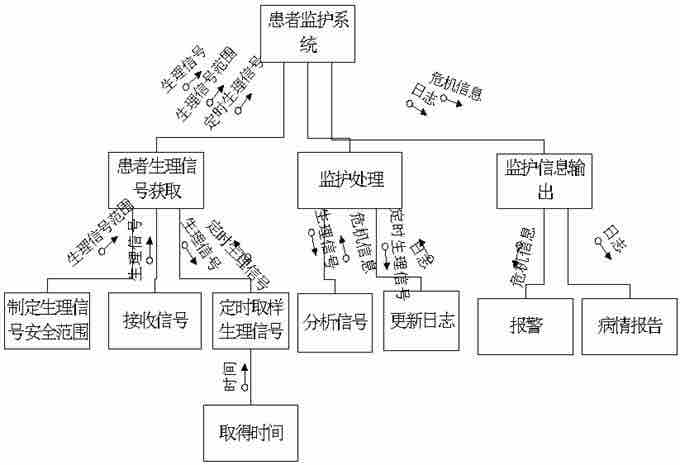 患者监护系
统
生理信号
生理信号范围
定时生理信号
危机信息
日志
患者生理信
号获取
监护处理
监护信息输
出
生理信号范围
生理信号
生理信号
定时生理信号
生理信号
危机信息
定时生理信号
日志
危机信息
日志
制定生理信
号安全范围
接收信号
定时取样
生理信号
分析信号
更新日志
报警
病情报告
时间
取得时间